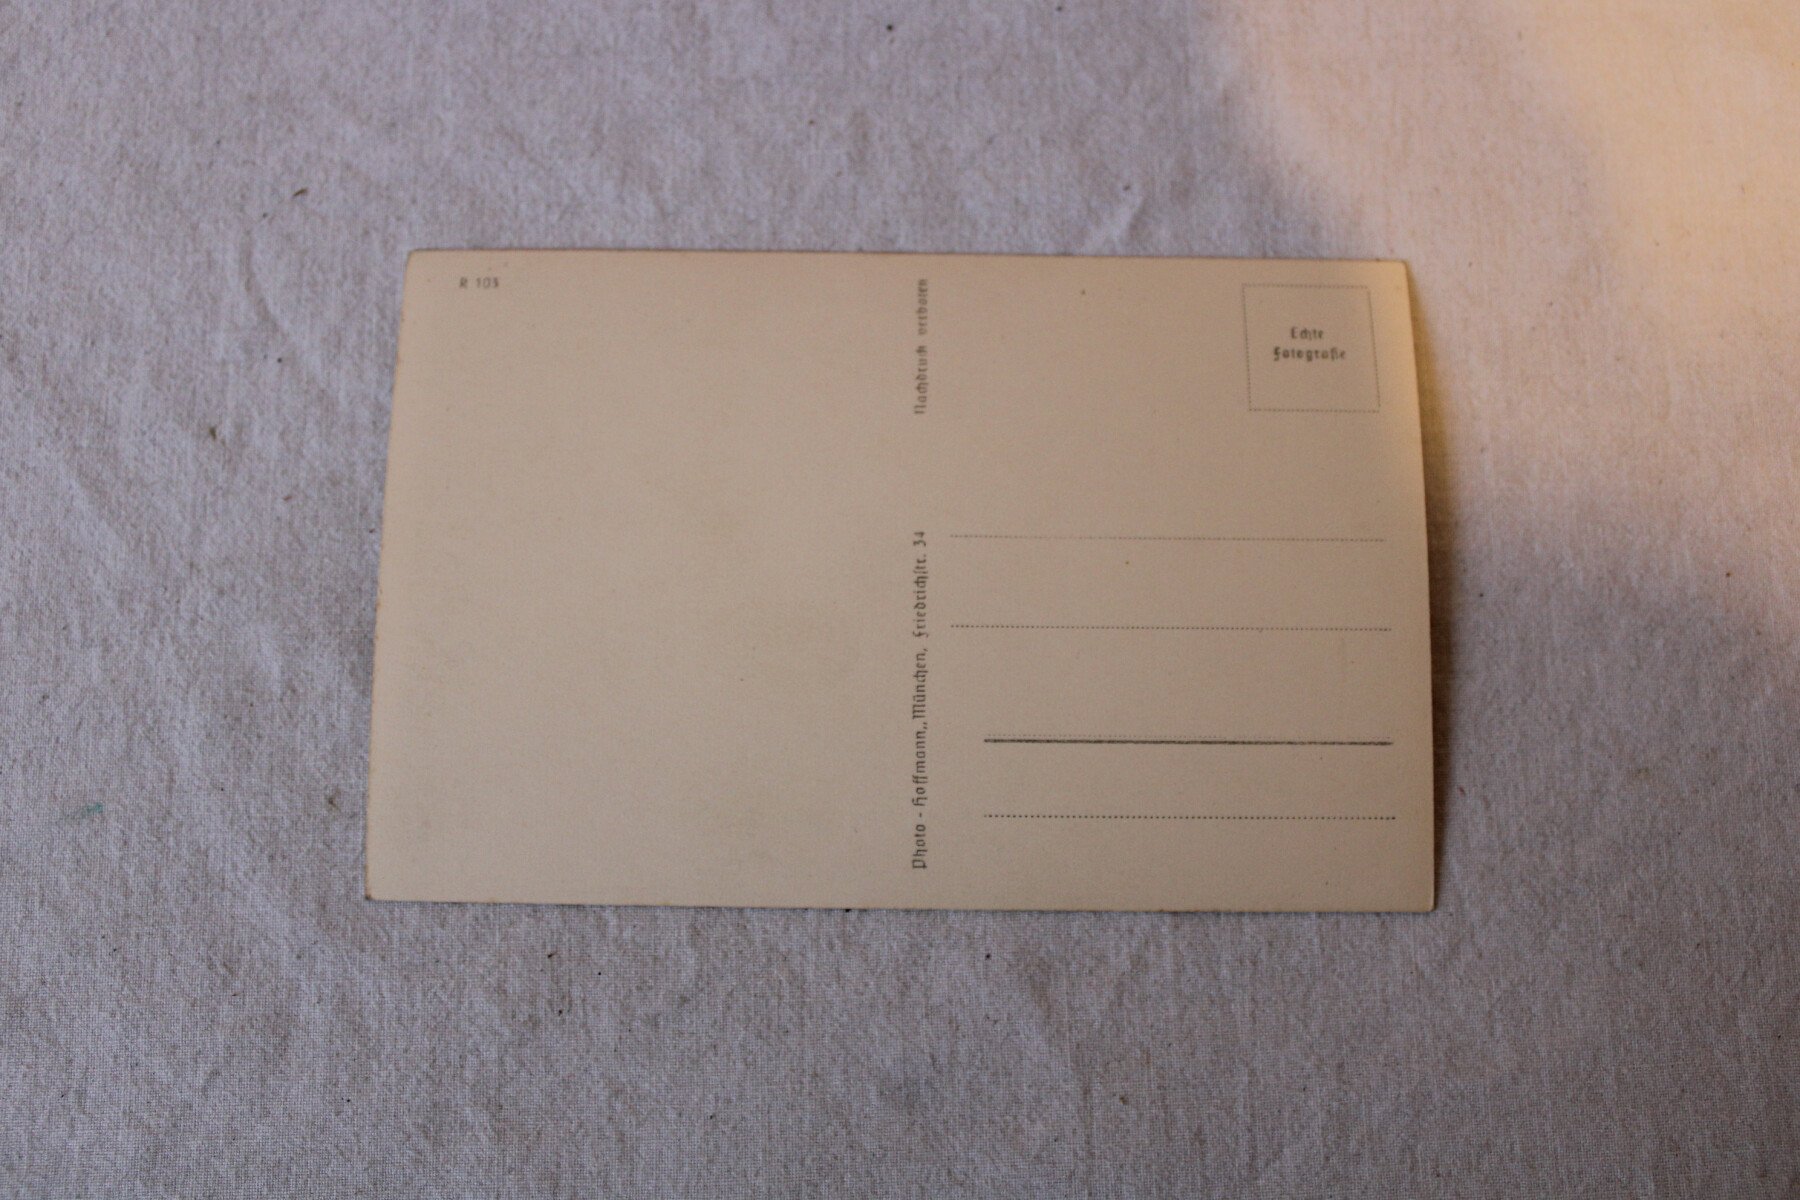 R 103
Nachdruck verboten
Photo - Hoffmann, München, Friedrichstr. 34
Echte
Fotografie